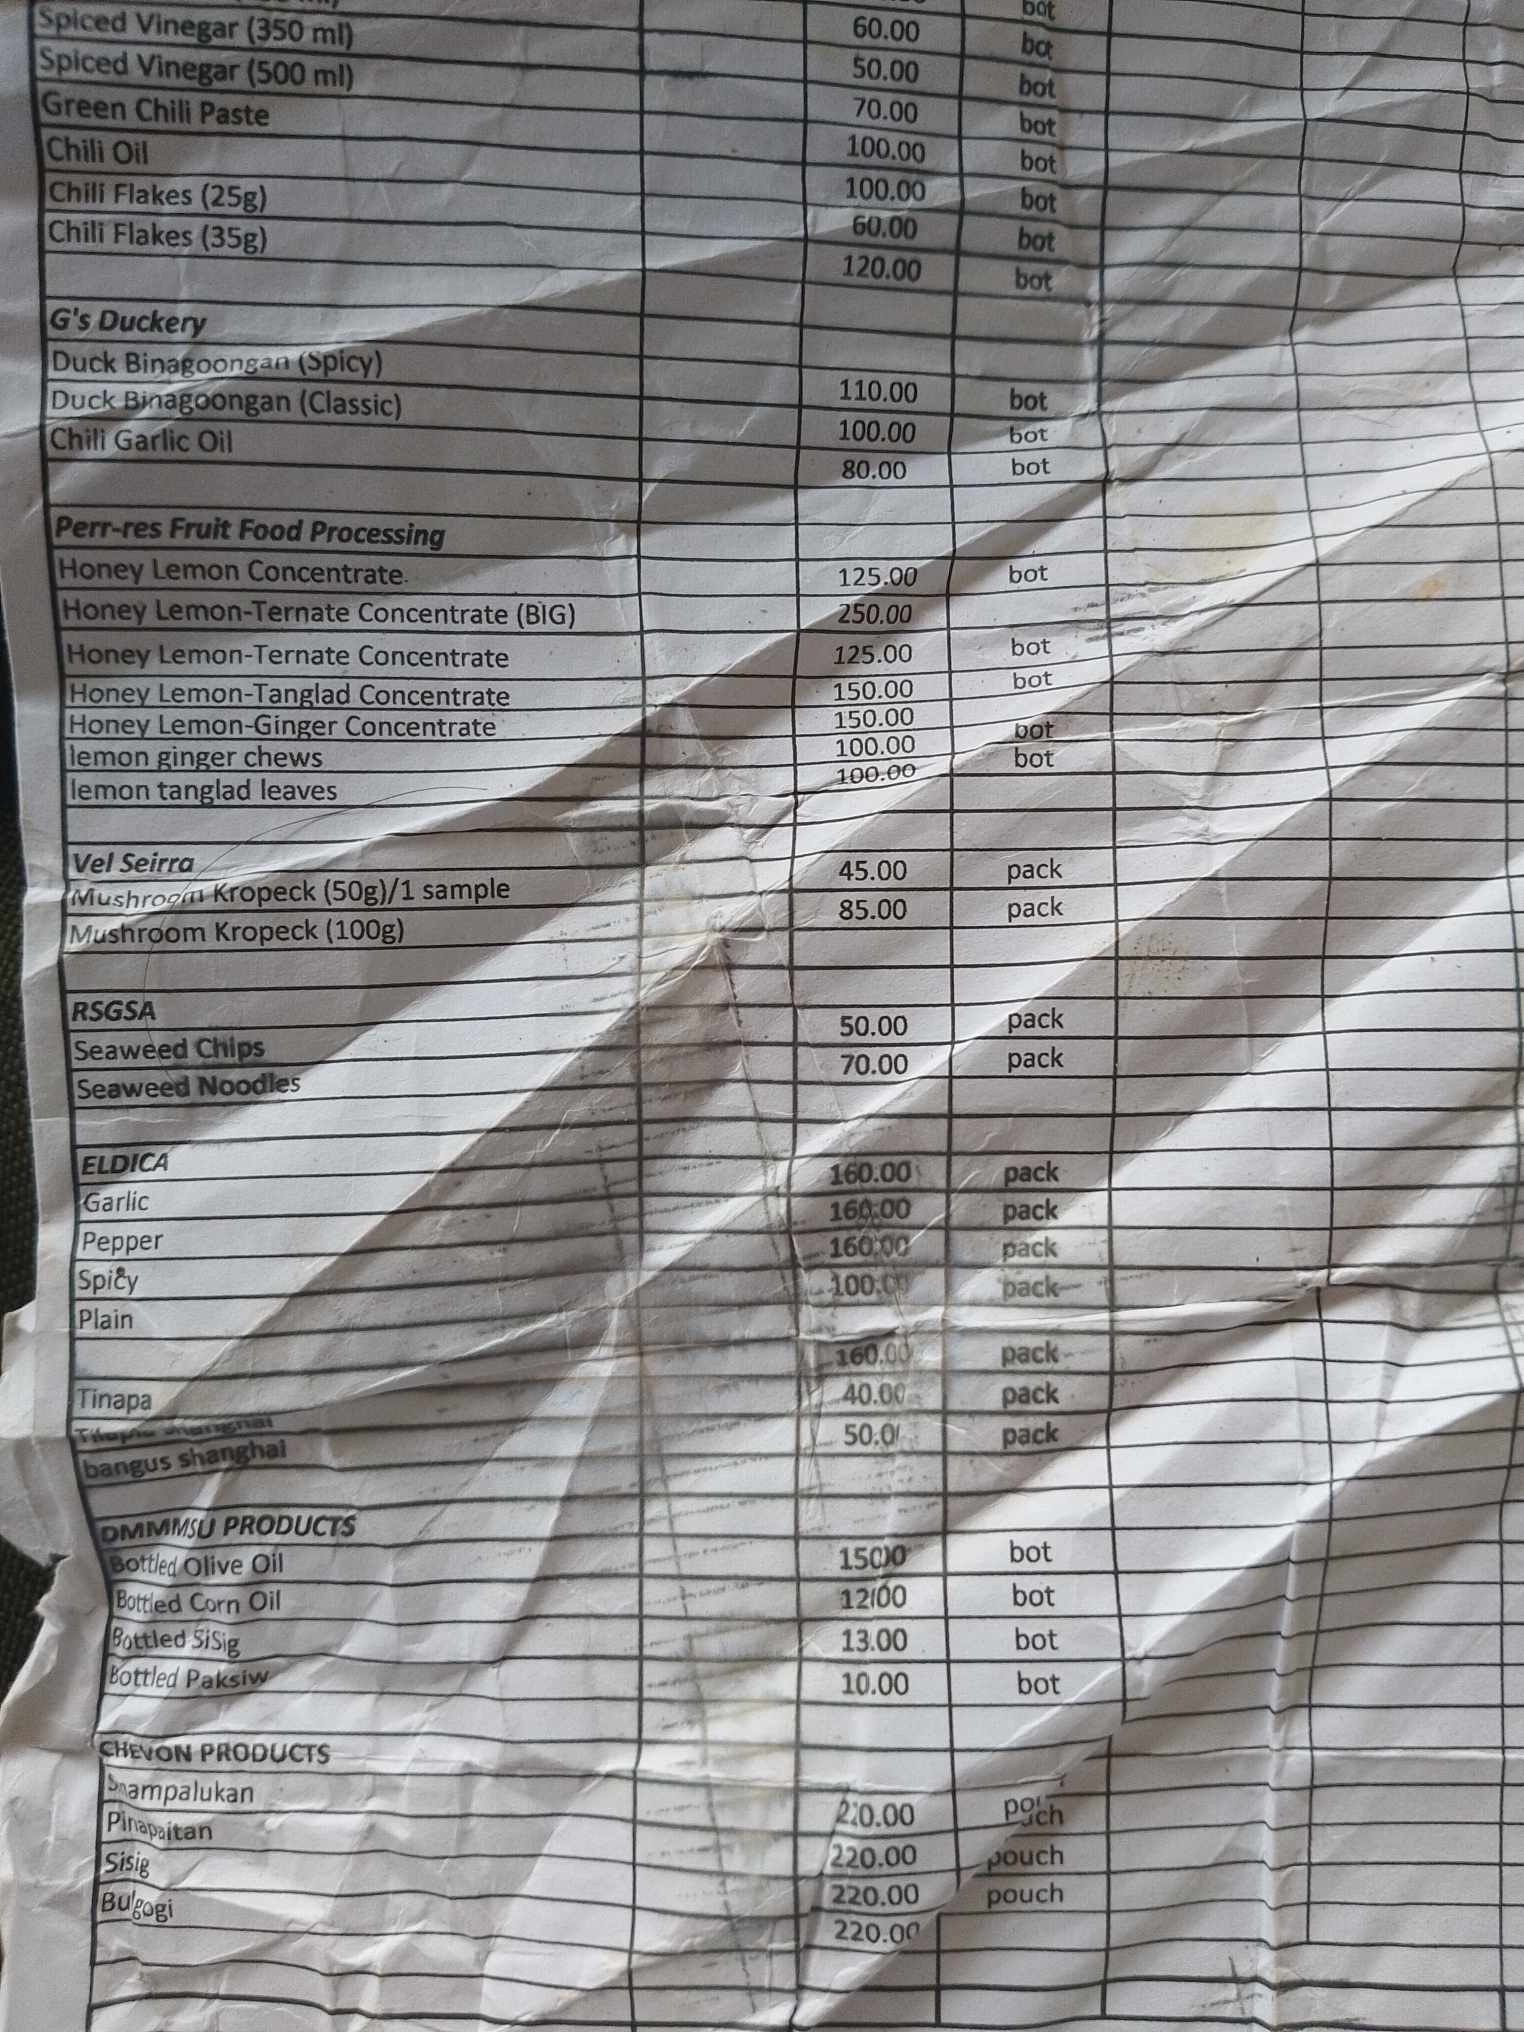 Spiced Vinegar (350 ml) 60.00 bot
Spiced Vinegar (500 ml) 50.00 bot
Green Chili Paste 70.00 bot
Chili Oil 100.00 bot
Chili Flakes (25g) 100.00 bot
Chili Flakes (35g) 60.00 bot
120.00 bot
G's Duckery
Duck Binagoongan (Spicy) 110.00 bot
Duck Binagoongan (Classic) 100.00 bot
Chili Garlic Oil 80.00 bot
Perr-res Fruit Food Processing
Honey Lemon Concentrate 125.00 bot
Honey Lemon-Ternate Concentrate (BIG) 250.00
Honey Lemon-Ternate Concentrate 125.00 bot
Honey Lemon-Tanglad Concentrate 150.00 bot
Honey Lemon-Ginger Concentrate 150.00 bot
lemon ginger chews 100.00 bot
lemon tanglad leaves 100.00
Vel Seirra
Mushroom Kropeck (50g)/1 sample 45.00 pack
Mushroom Kropeck (100g) 85.00 pack
RSGSA
Seaweed Chips 50.00 pack
Seaweed Noodles 70.00 pack
ELDICA
Garlic 160.00 pack
Pepper 160.00 pack
Spicy 160.00 pack
Plain 100.00 pack
160.00 pack
Tinapa 40.00 pack
shanghai
bangus shanghai 50.0 pack
DMMMSU PRODUCTS
Bottled Olive Oil bot
Bottled Corn Oil bot
Bottled SiSig 13.00 bot
Bottled Paksiw 10.00 bot
CHEVON PRODUCTS
pouch
Pinapaitan 220.00 pouch
Sisig 220.00 pouch
Bulgogi 220.00